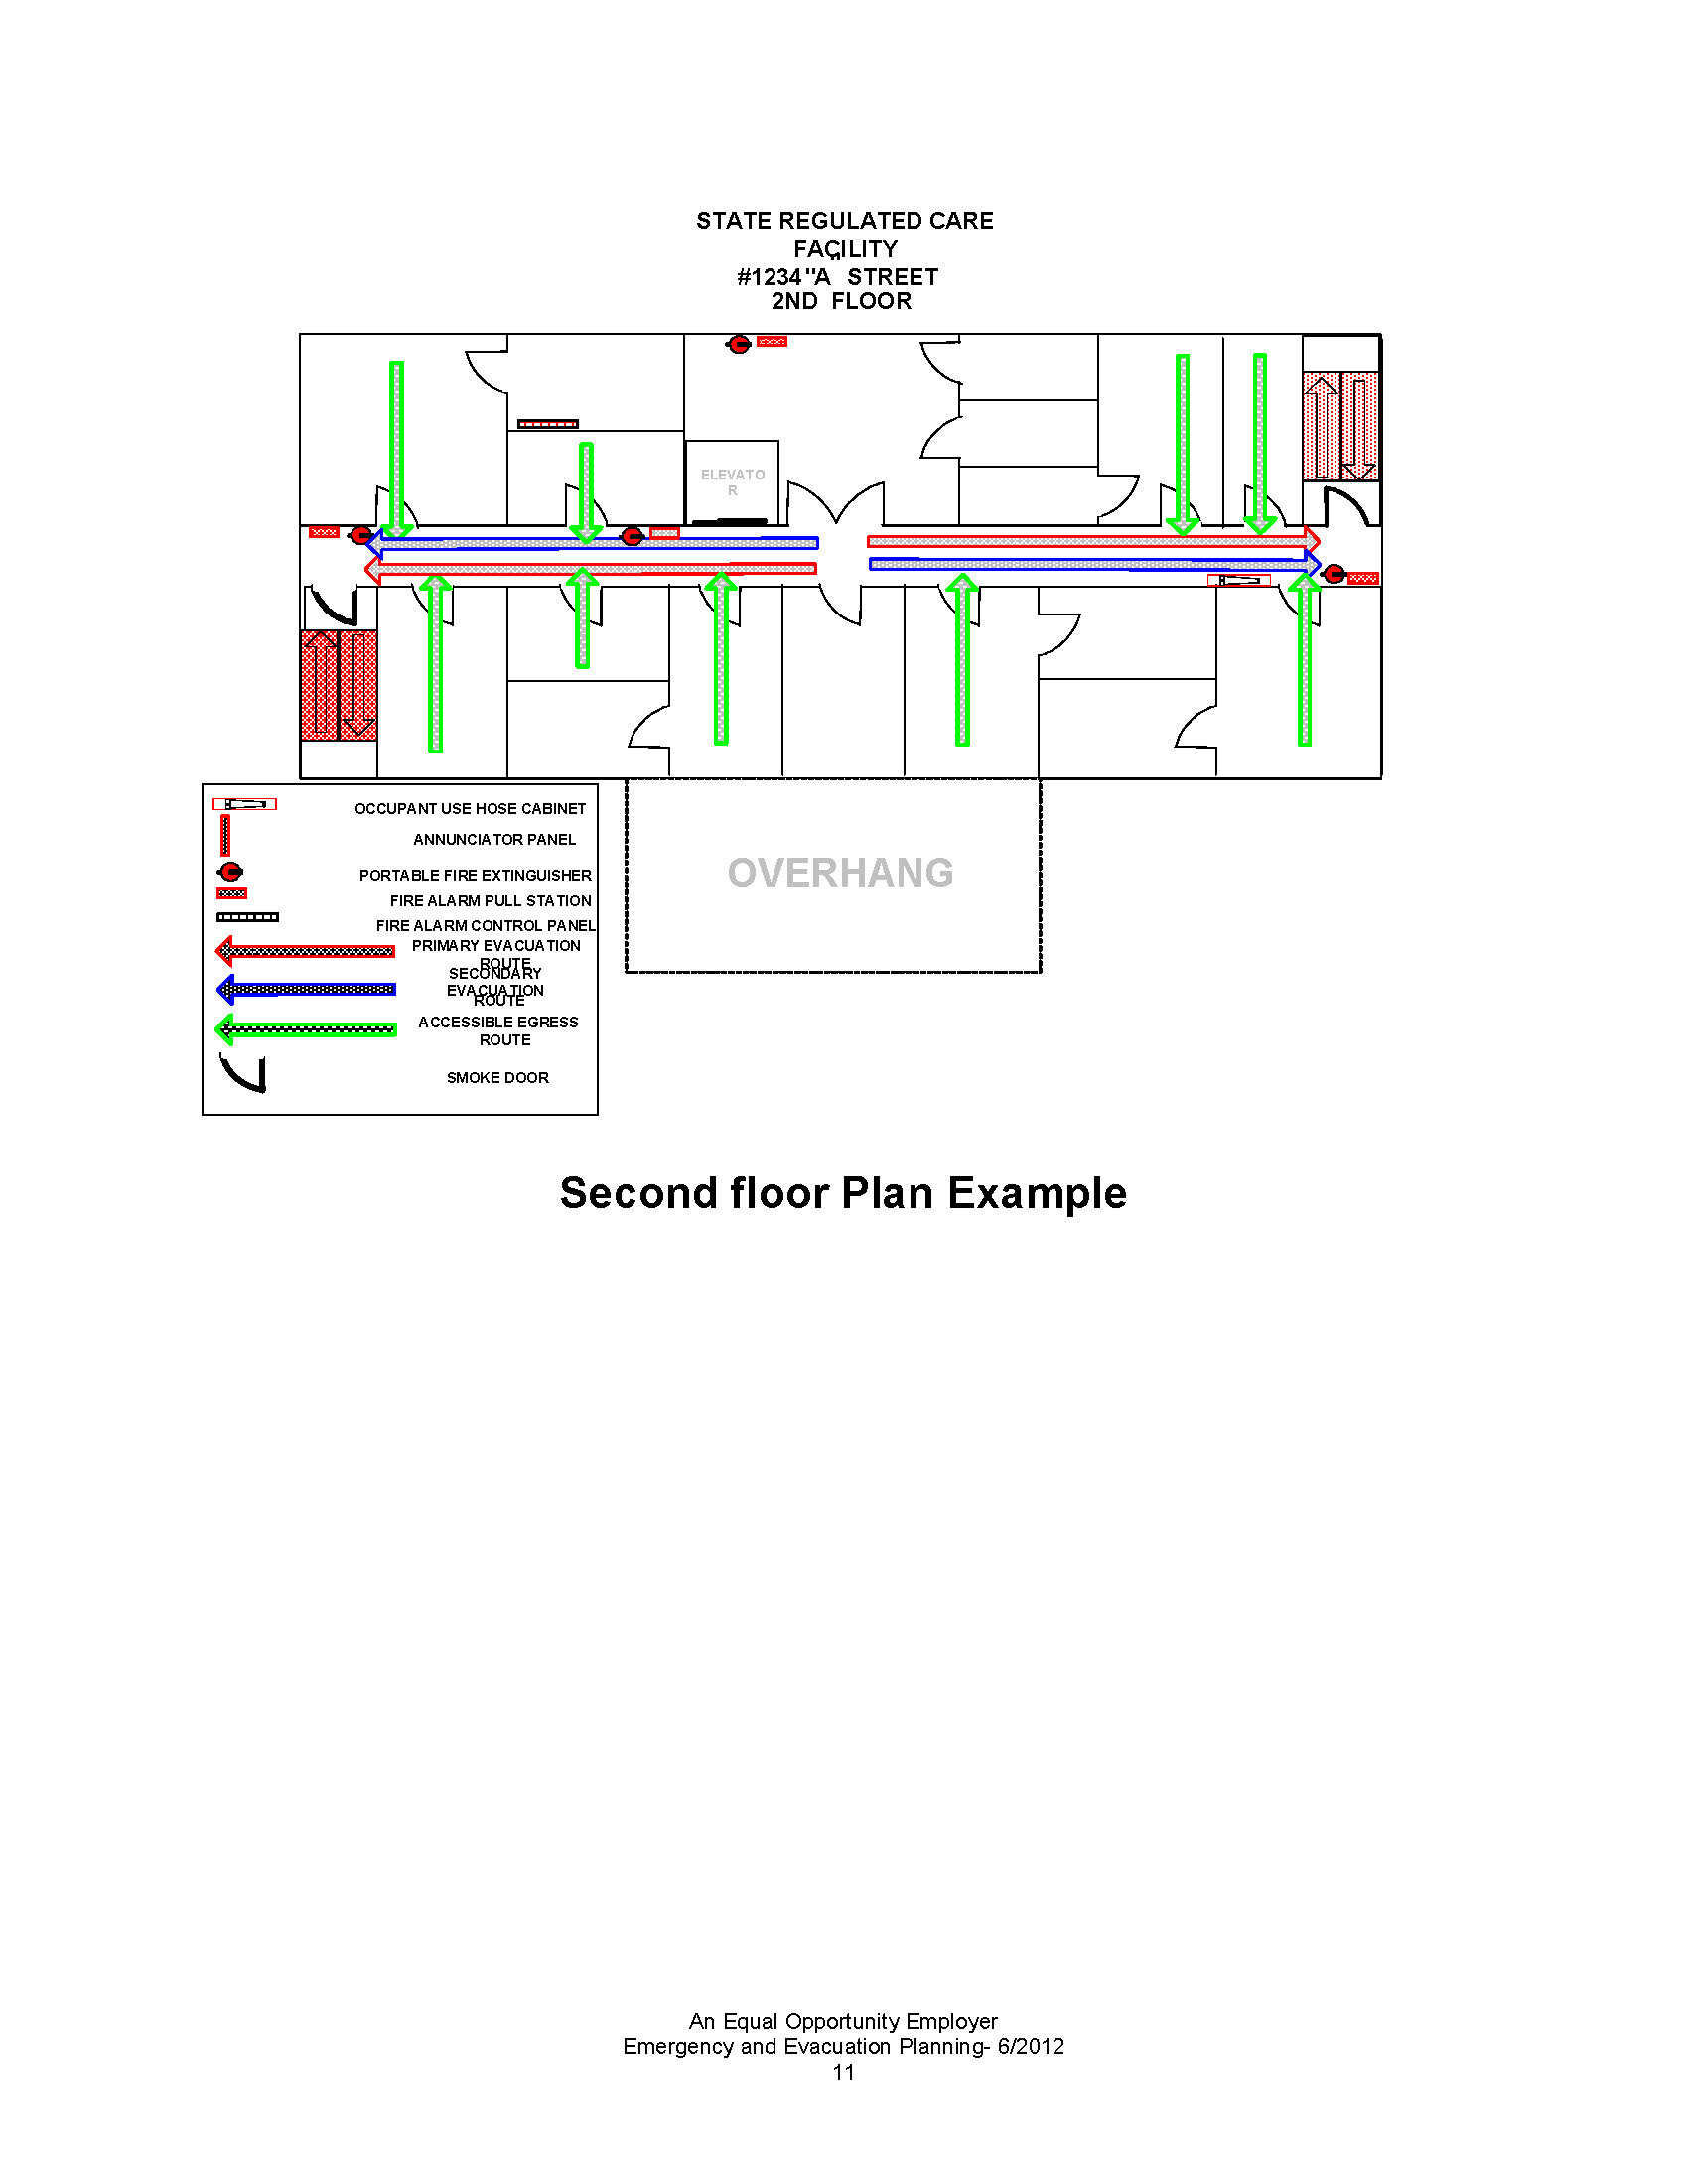 STATE REGULATED CARE
FACILITY
#1234 "A" STREET
2ND FLOOR
ELEVATO
R
OVERHANG
OCCUPANT USE HOSE CABINET
ANNUNCIATOR PANEL
PORTABLE FIRE EXTINGUISHER
FIRE ALARM PULL STATION
FIRE ALARM CONTROL PANEL
PRIMARY EVACUATION
ROUTE
SECONDARY
EVACUATION
ROUTE
ACCESSIBLE EGRESS
ROUTE
SMOKE DOOR
Second floor Plan Example
An Equal Opportunity Employer
Emergency and Evacuation Planning- 6/2012
11